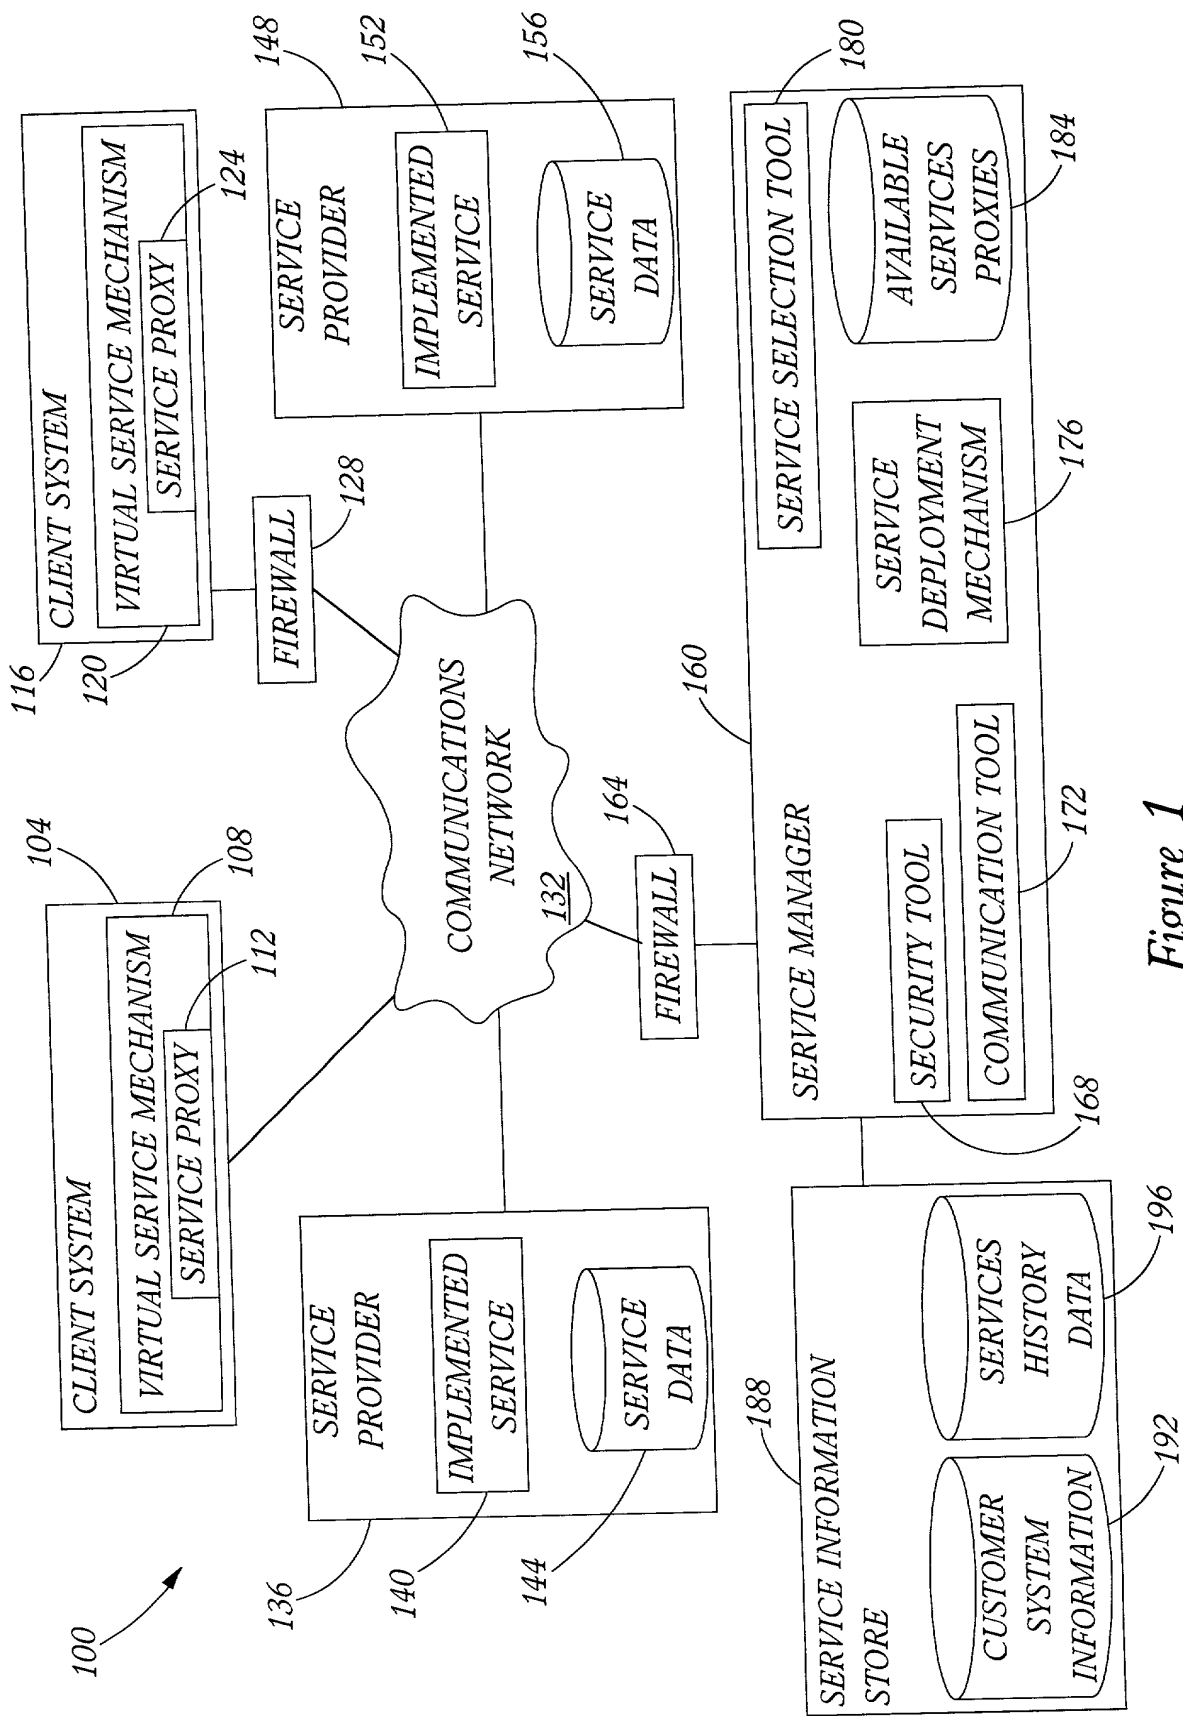 100
104
CLIENT SYSTEM
VIRTUAL SERVICE MECHANISM
SERVICE PROXY
108
112
116
CLIENT SYSTEM
VIRTUAL SERVICE MECHANISM
SERVICE PROXY
120
124
FIREWALL
128
136
SERVICE
PROVIDER
IMPLEMENTED
SERVICE
140
SERVICE
DATA
144
COMMUNICATIONS
NETWORK
132
148
SERVICE
PROVIDER
152
IMPLEMENTED
SERVICE
156
SERVICE
DATA
164
FIREWALL
160
SERVICE MANAGER
SECURITY TOOL
168
COMMUNICATION TOOL
172
SERVICE
DEPLOYMENT
MECHANISM
176
SERVICE SELECTION TOOL
180
AVAILABLE
SERVICES
PROXIES
184
188
SERVICE INFORMATION
STORE
CUSTOMER
SYSTEM
INFORMATION
192
SERVICES
HISTORY
DATA
196
Figure 1